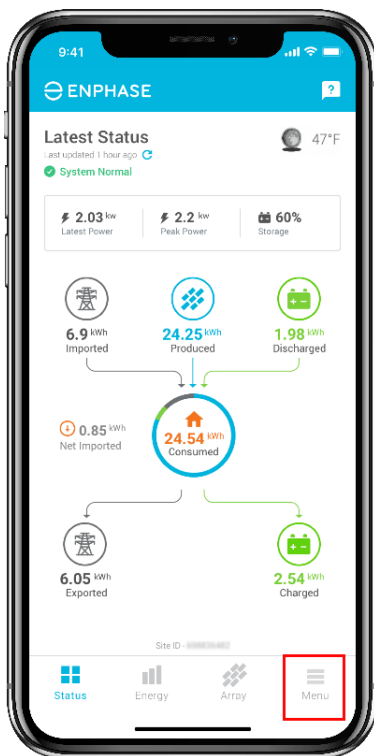 9:41
ENPHASE
?
Latest Status
Last updated 1 hour ago
System Normal
47°F
2.03 kw
Latest Power
2.2 kw
Peak Power
60%
Storage
6.9 kWh
Imported
24.25 kWh
Produced
1.98 kWh
Discharged
0.85 kWh
Net Imported
24.54 kWh
Consumed
6.05 kWh
Exported
2.54 kWh
Charged
Site ID -
Status
Energy
Array
Menu